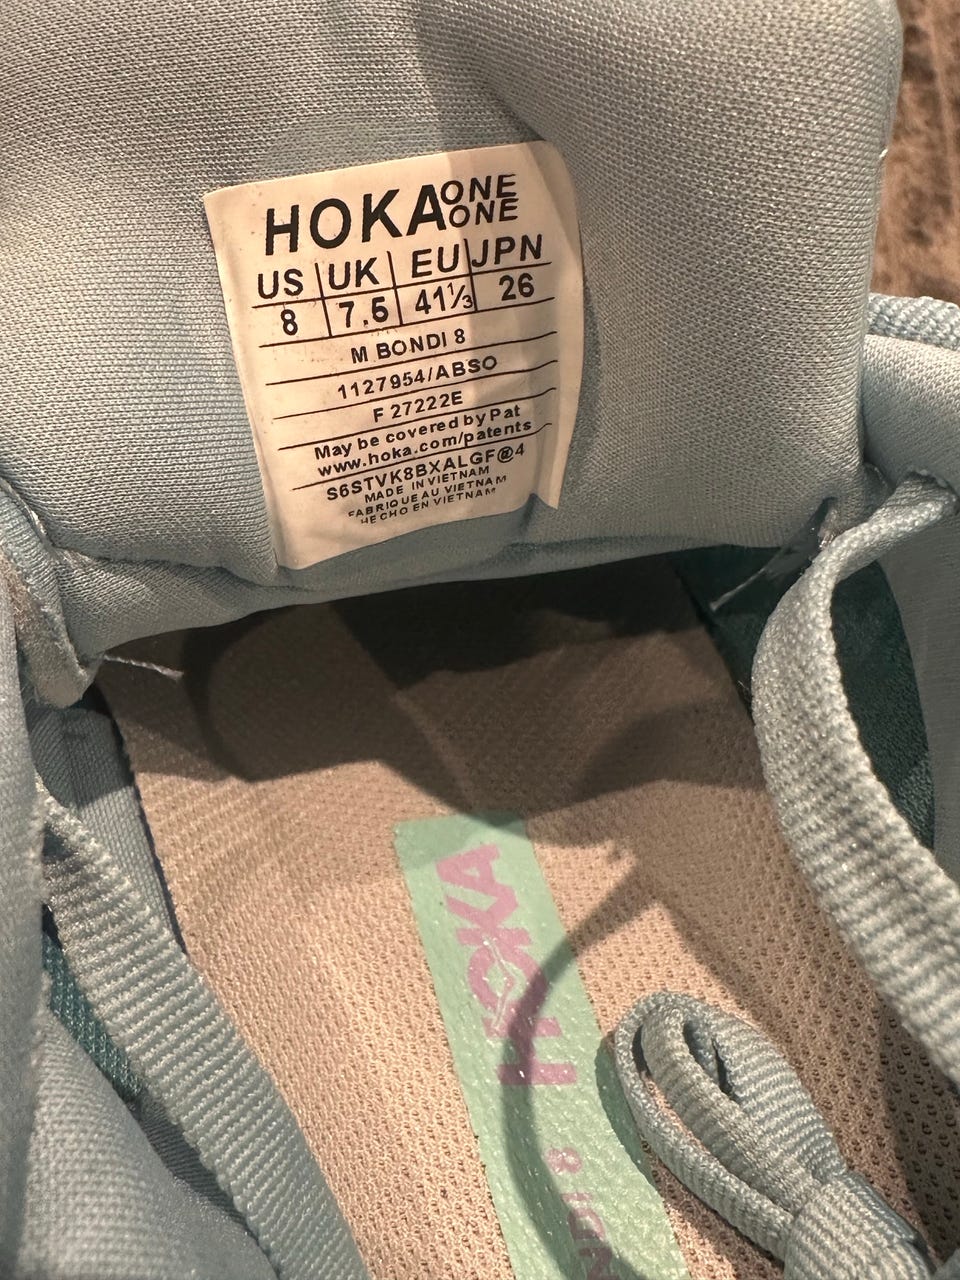 HOKA ONE ONE
US UK EU JPN
8 7.5 41⅓ 26
M BONDI 8
1127954/ABSO
F 27222E
May be covered by Pat
www.hoka.com/patents
S6STVK8BXALGF@4
MADE IN VIETNAM
FABRIQUE AU VIETNAM
HECHO EN VIETNAM
HOKA
NDI 8